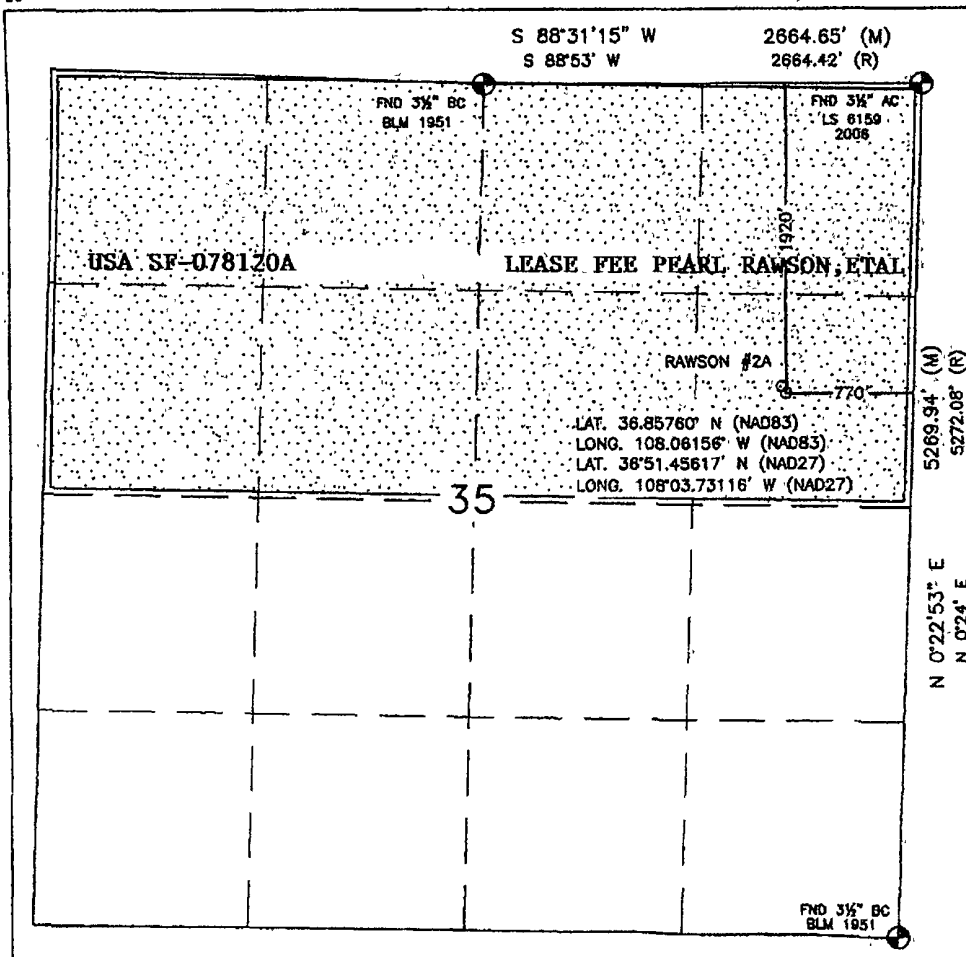 S 88°31'15" W 2664.65' (M)
S 88°53' W 2664.42' (R)
FND 3½" BC
BLM 1951
FND 3½" AC
LS 6159
2006
1920'
USA SF-078120A
LEASE FEE PEARL RAWSON, ETAL
RAWSON #2A
770'
LAT. 36.85760° N (NAD83)
LONG. 108.06156° W (NAD83)
LAT. 36°51.45617' N (NAD27)
LONG. 108°03.73116' W (NAD27)
5269.94' (M)
5272.08' (R)
35
N 0°22'53" E
N 0°24' E
FND 3½" BC
BLM 1951